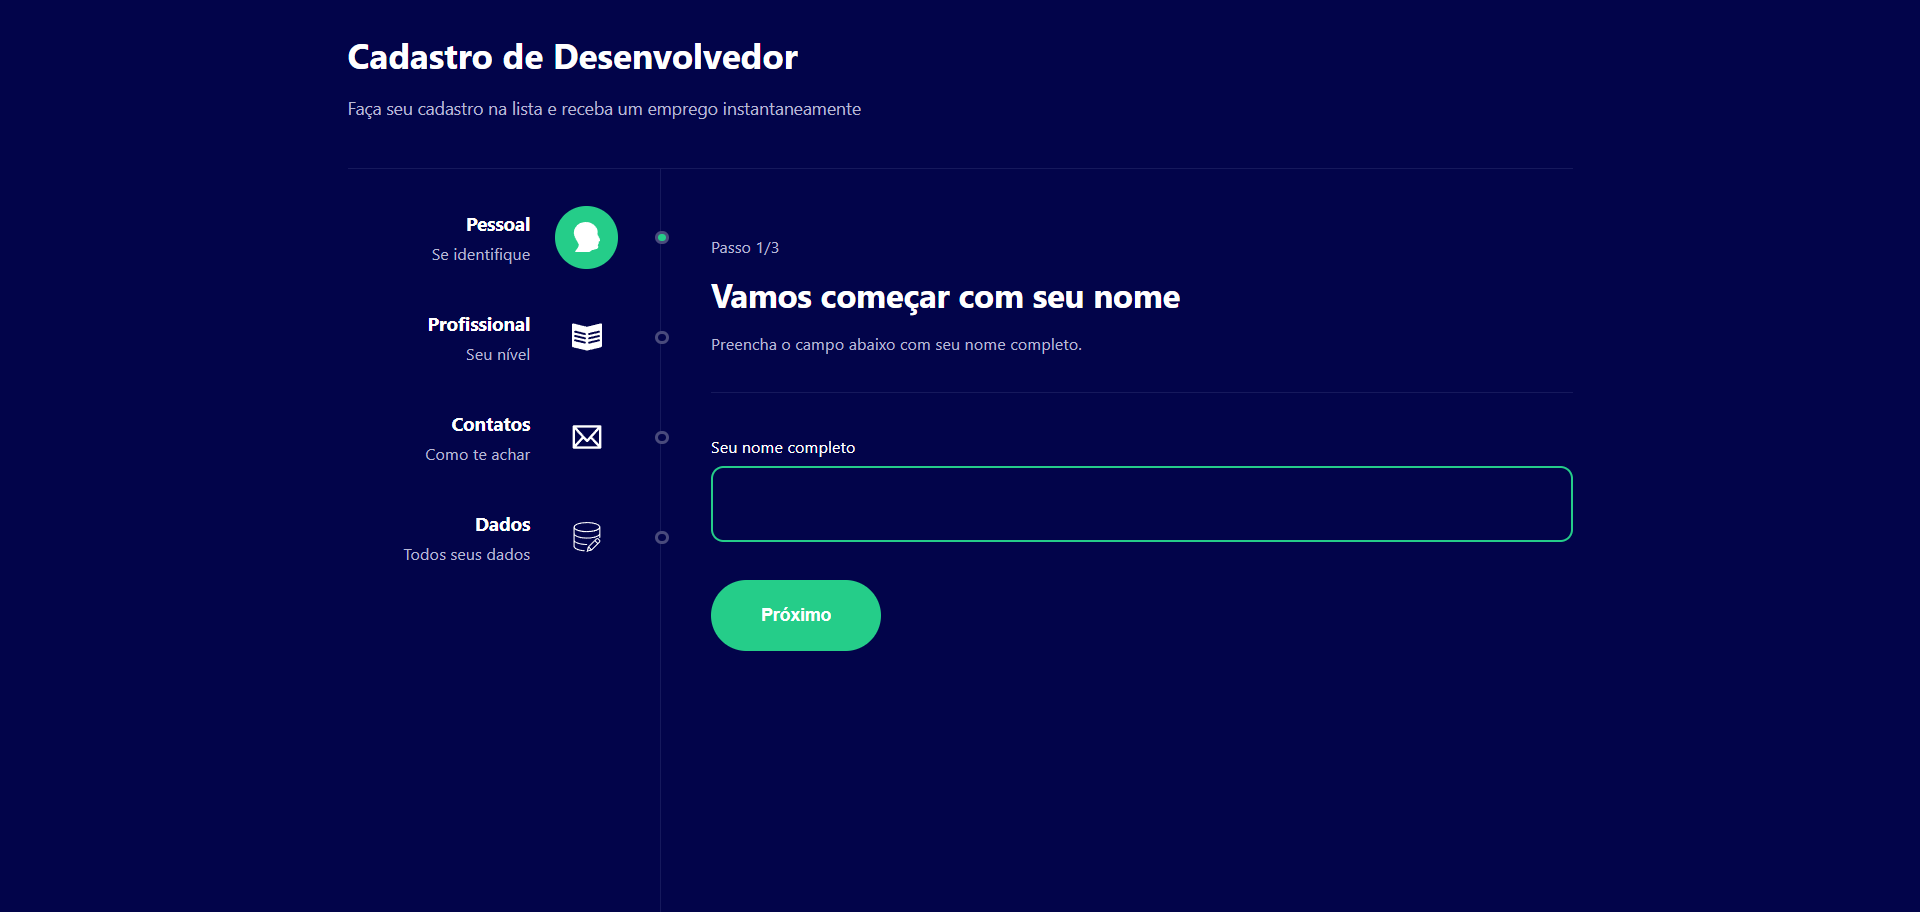 Cadastro de Desenvolvedor
Faça seu cadastro na lista e receba um emprego instantaneamente
Pessoal
Se identifique
Profissional
Seu nível
Contatos
Como te achar
Dados
Todos seus dados
Passo 1/3
Vamos começar com seu nome
Preencha o campo abaixo com seu nome completo.
Seu nome completo
Próximo